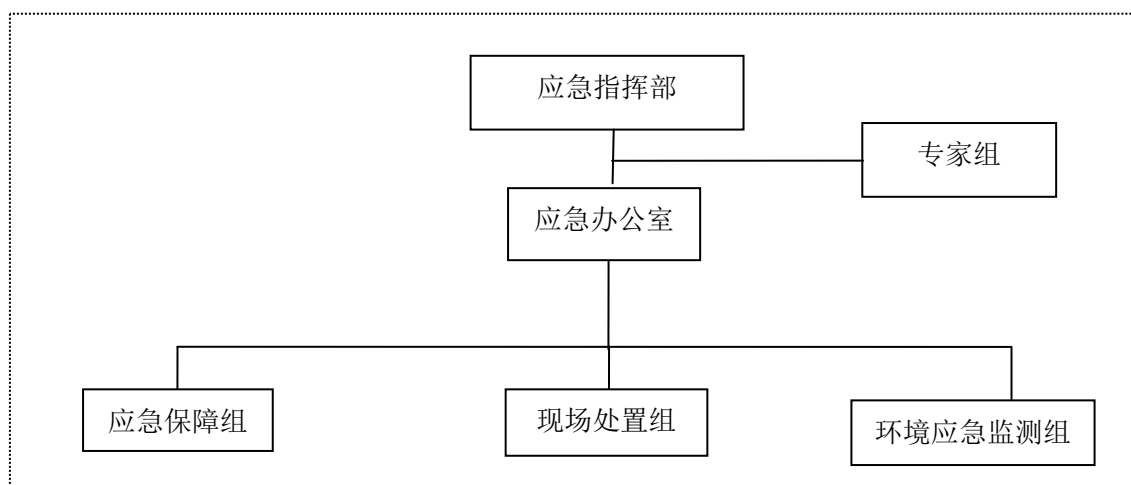 应急指挥部
专家组
应急办公室
应急保障组
现场处置组
环境应急监测组